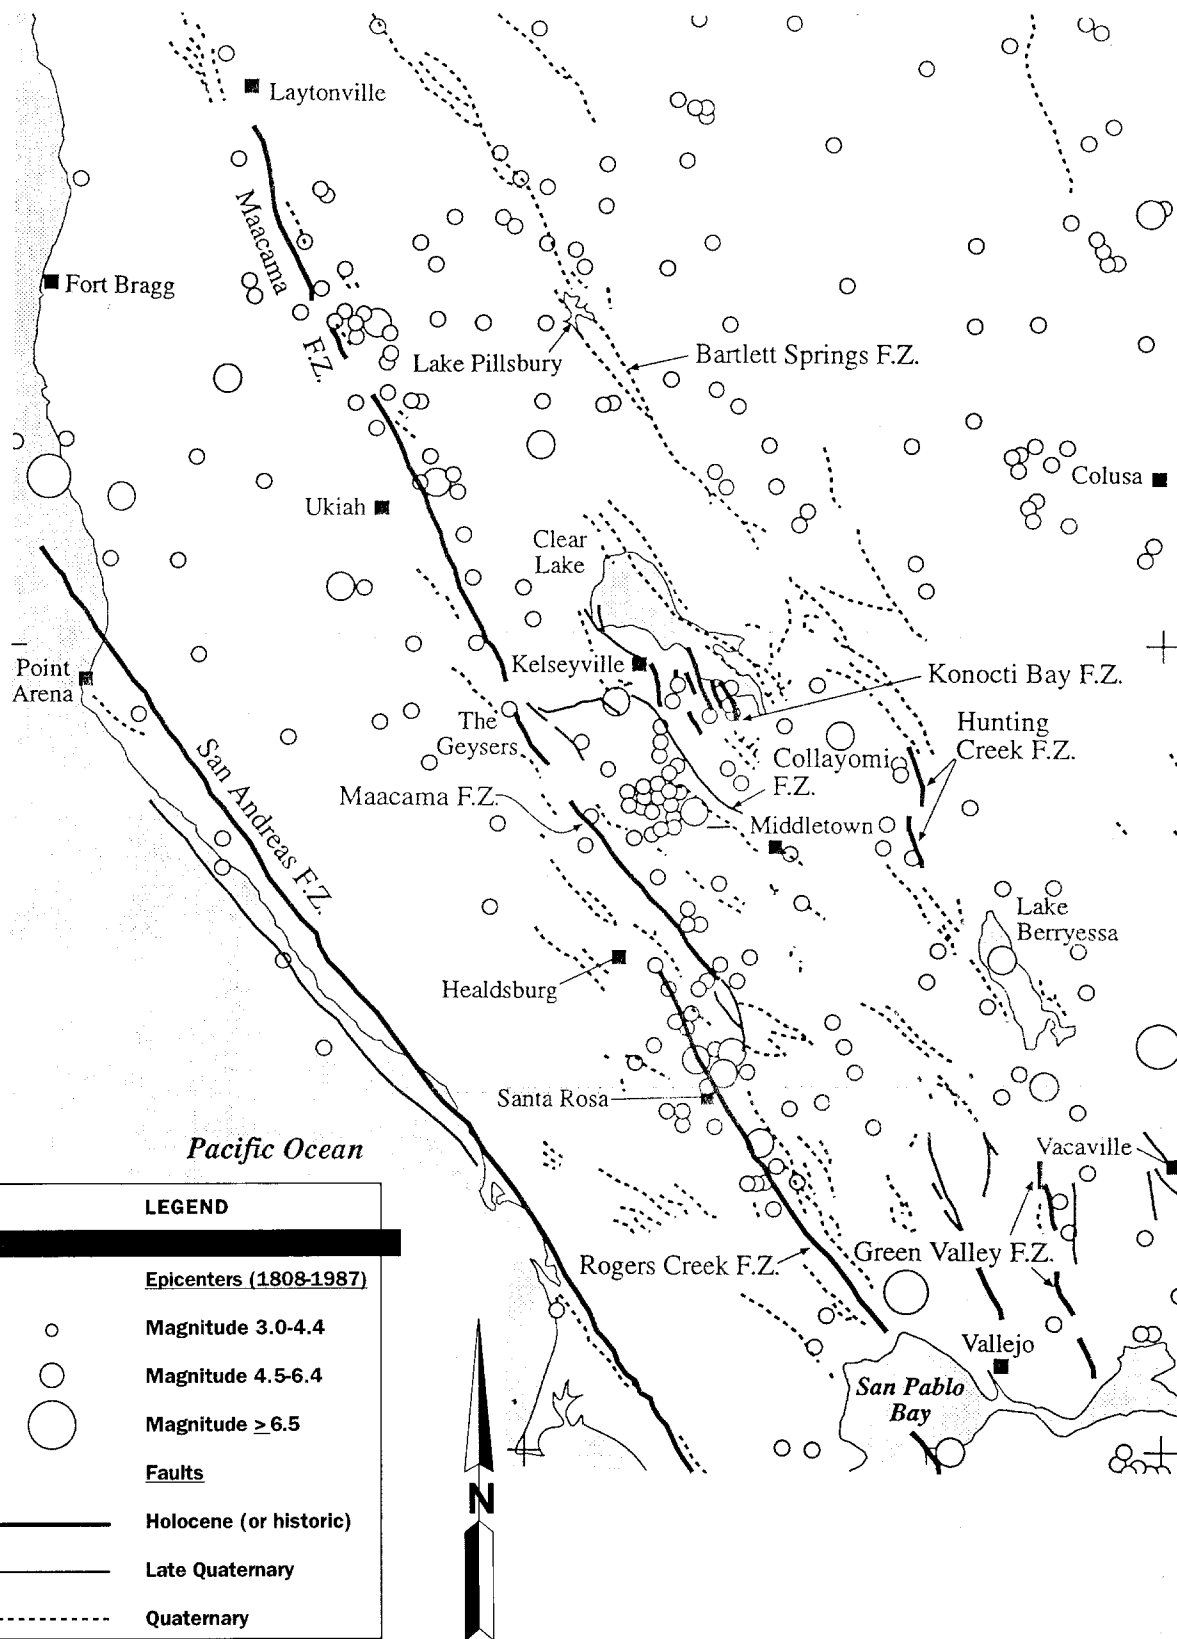 Laytonville
Maacama
F.Z.
Fort Bragg
Lake Pillsbury
Bartlett Springs F.Z.
Colusa
Ukiah
Clear
Lake
Kelseyville
Point
Arena
Konocti Bay F.Z.
The
Geysers
Hunting
Creek F.Z.
Collayomi
F.Z.
San Andreas F.Z.
Maacama F.Z.
Middletown
Lake
Berryessa
Healdsburg
Santa Rosa
Pacific Ocean
Vacaville
Rogers Creek F.Z.
Green Valley F.Z.
Vallejo
San Pablo
Bay
LEGEND
Epicenters (1808-1987)
Magnitude 3.0-4.4
Magnitude 4.5-6.4
Magnitude ≥6.5
Faults
Holocene (or historic)
Late Quaternary
Quaternary
N